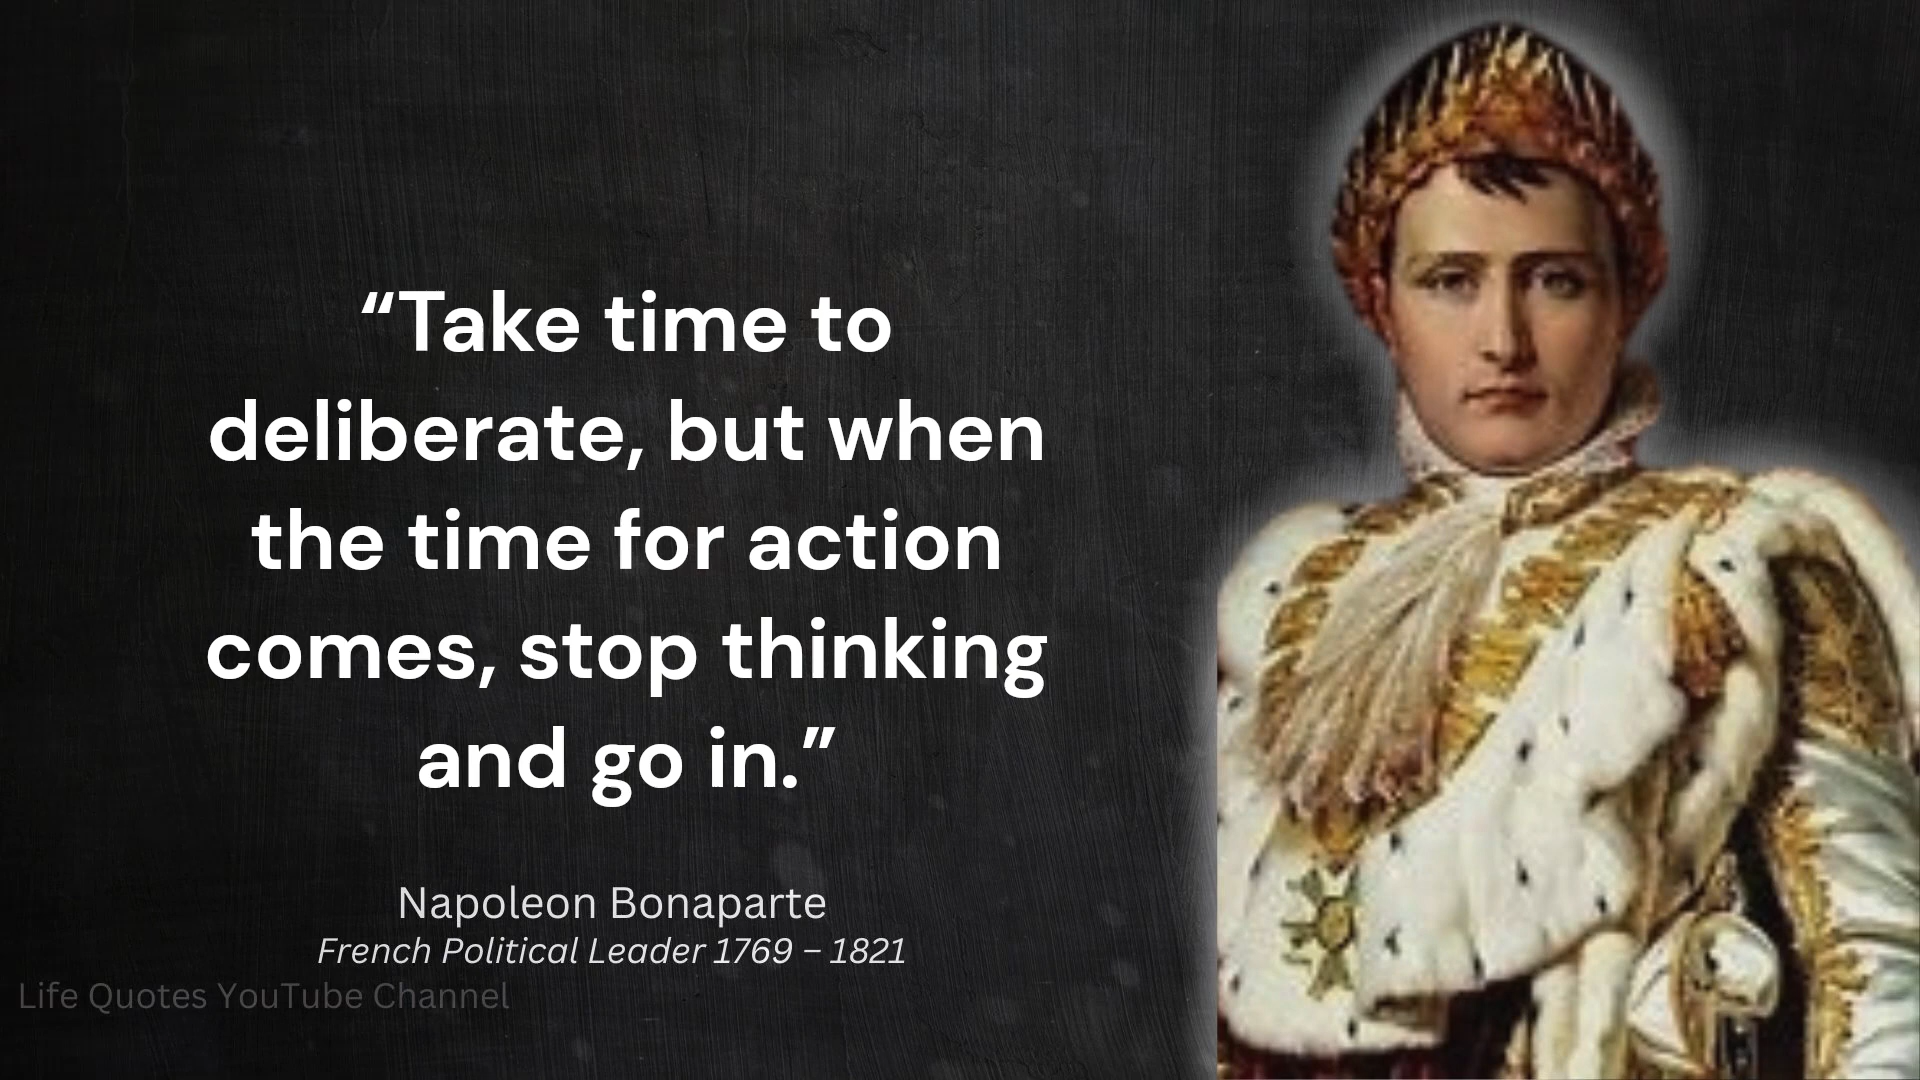 “Take time to
deliberate, but when
the time for action
comes, stop thinking
and go in.”
Napoleon Bonaparte
French Political Leader 1769 – 1821
Life Quotes YouTube Channel